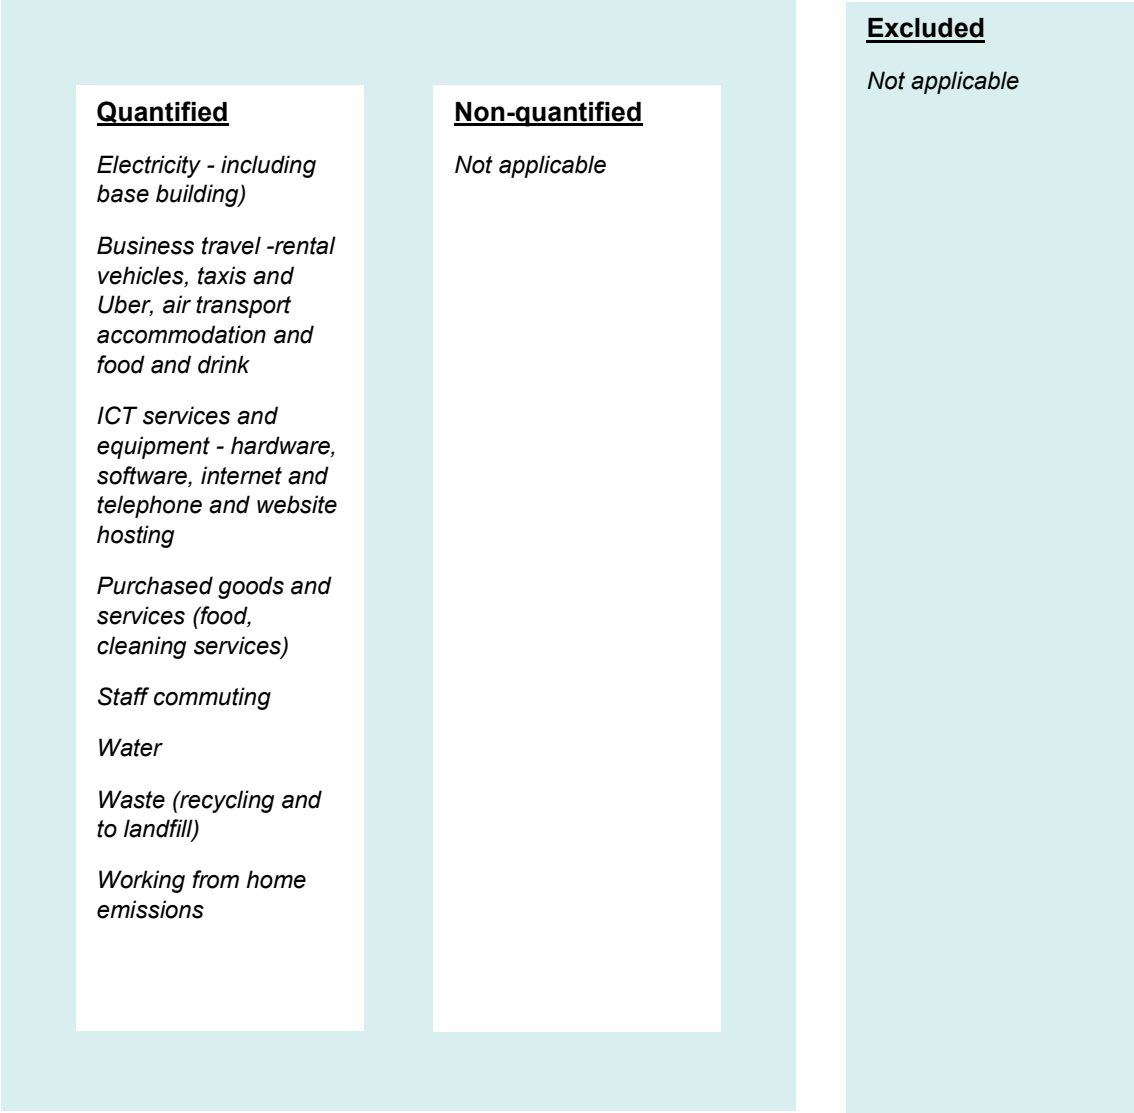 Quantified
Electricity - including
base building)
Business travel -rental
vehicles, taxis and
Uber, air transport
accommodation and
food and drink
ICT services and
equipment - hardware,
software, internet and
telephone and website
hosting
Purchased goods and
services (food,
cleaning services)
Staff commuting
Water
Waste (recycling and
to landfill)
Working from home
emissions
Non-quantified
Not applicable
Excluded
Not applicable